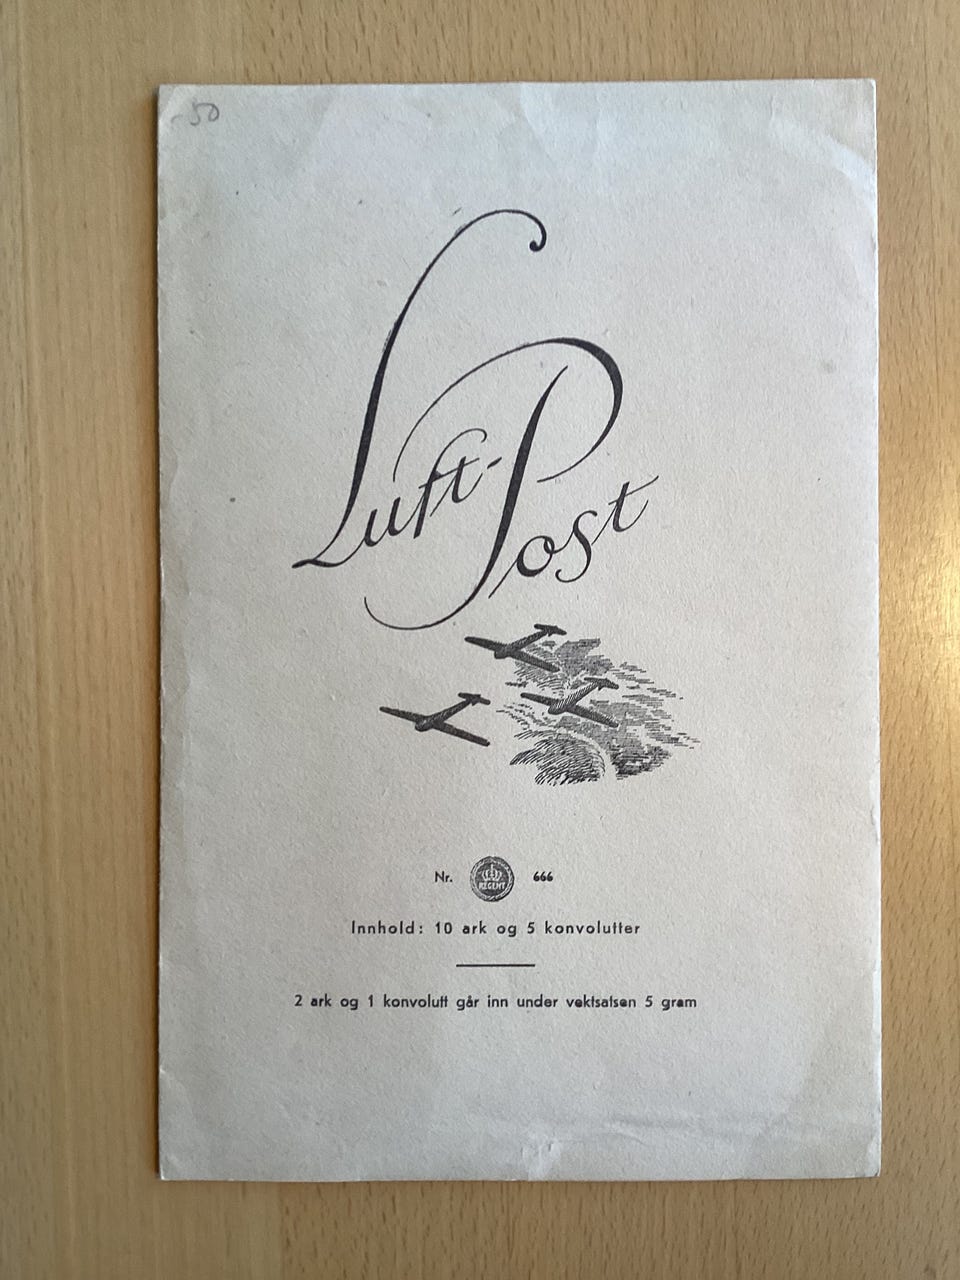 -50
Luft-
Post
Nr. REGENT 666
Innhold: 10 ark og 5 konvolutter
2 ark og 1 konvolutt går inn under vektsatsen 5 gram